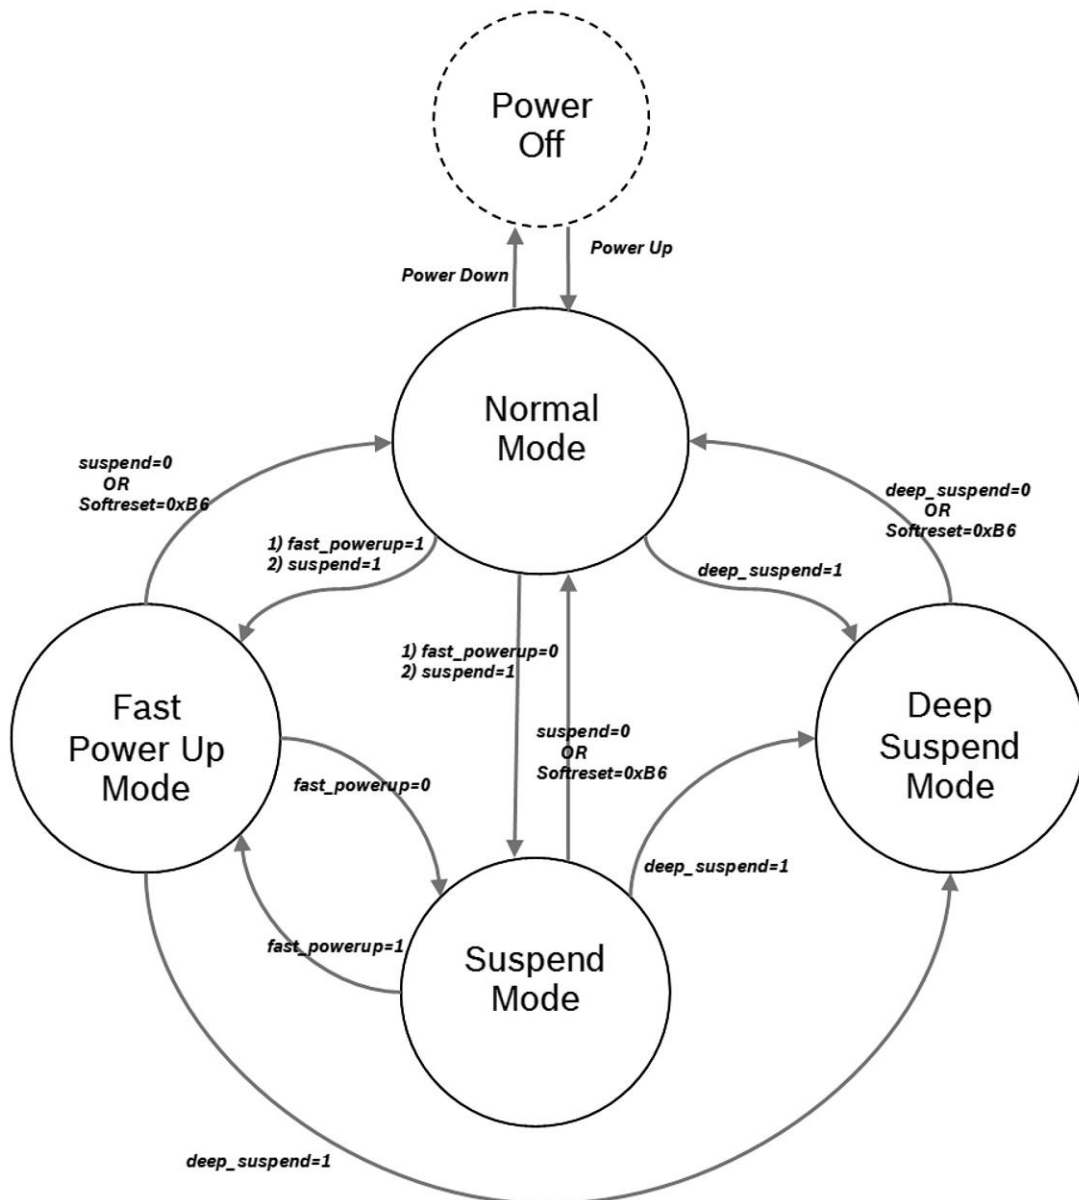 Power
Off
Power Up
Power Down
Normal
Mode
suspend=0
OR
Softreset=0xB6
deep_suspend=0
OR
Softreset=0xB6
1) fast_powerup=1
2) suspend=1
deep_suspend=1
1) fast_powerup=0
2) suspend=1
Fast
Power Up
Mode
Deep
Suspend
Mode
suspend=0
OR
Softreset=0xB6
fast_powerup=0
deep_suspend=1
fast_powerup=1
Suspend
Mode
deep_suspend=1